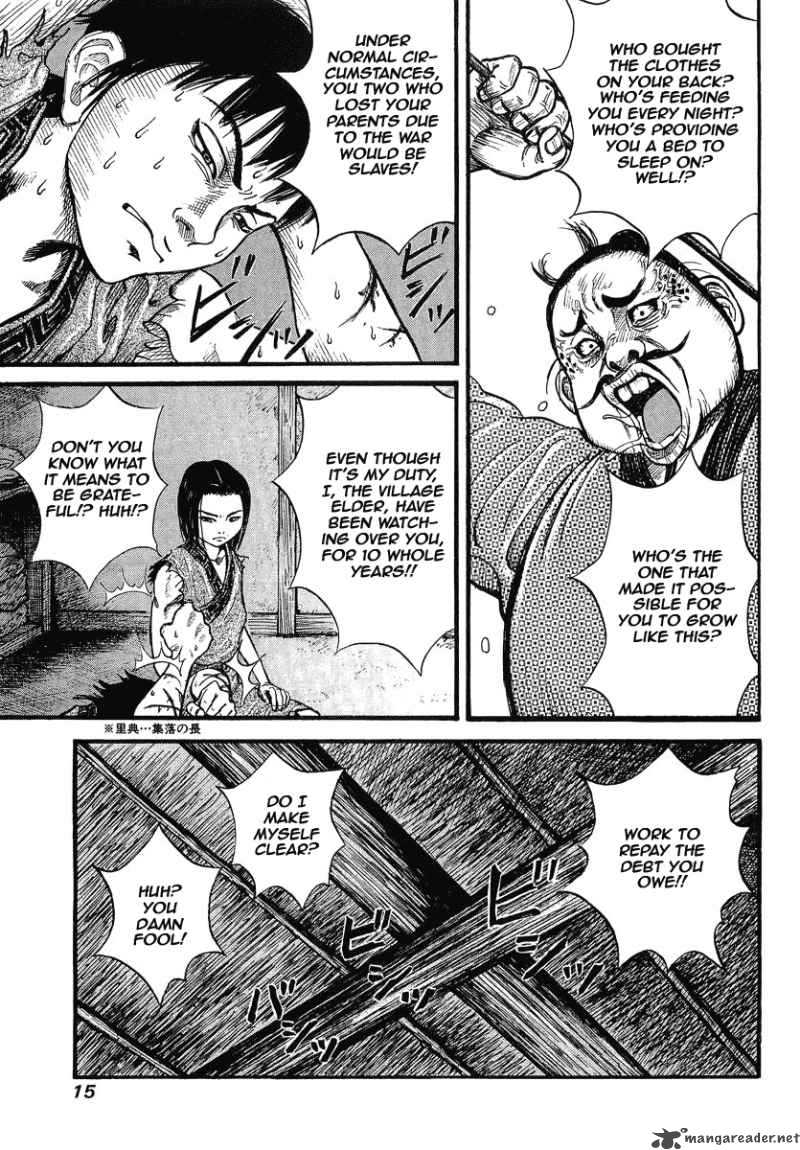 WHO BOUGHT
THE CLOTHES
ON YOUR BACK?
WHO'S FEEDING
YOU EVERY NIGHT?
WHO'S PROVIDING
YOU A BED TO
SLEEP ON?
WELL!?
WHO'S THE
ONE THAT
MADE IT POS-
SIBLE FOR
YOU TO GROW
LIKE THIS?
UNDER
NORMAL CIR-
CUMSTANCES,
YOU TWO WHO
LOST YOUR
PARENTS DUE
TO THE WAR
WOULD BE
SLAVES!
EVEN THOUGH
IT'S MY DUTY,
I, THE VILLAGE
ELDER, HAVE
BEEN WATCH-
ING OVER YOU,
FOR 10 WHOLE
YEARS!!
DON'T YOU
KNOW WHAT
IT MEANS TO
BE GRATE-
FUL!? HUH!?
※里典…集落の長
WORK TO
REPAY THE
DEBT YOU
OWE!!
DO I
MAKE
MYSELF
CLEAR?
HUH?
YOU
DAMN
FOOL!
ビシッ
ビシッ
バシッ
15
mangareader.net